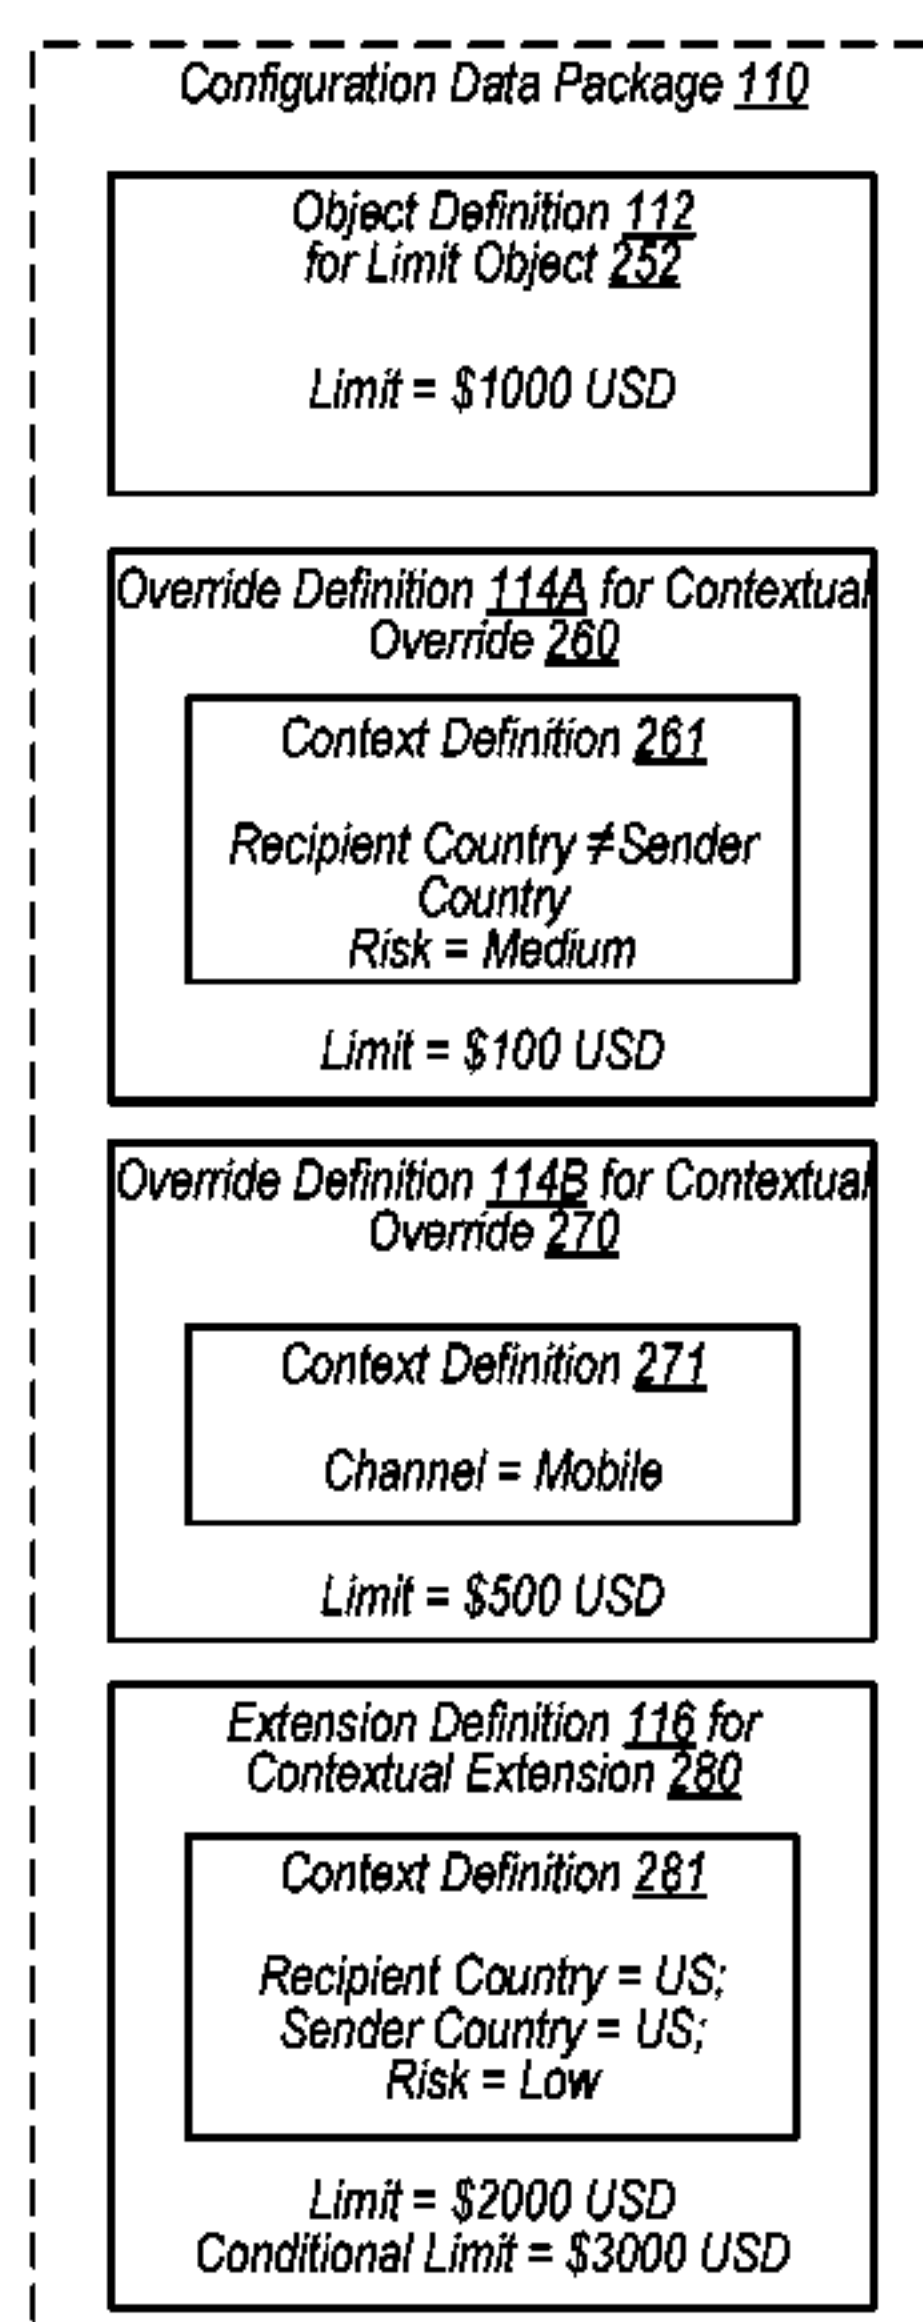 Configuration Data Package 110
Object Definition 112
for Limit Object 252
Limit = $1000 USD
Override Definition 114A for Contextual
Override 260
Context Definition 261
Recipient Country ≠Sender
Country
Risk = Medium
Limit = $100 USD
Override Definition 114B for Contextual
Override 270
Context Definition 271
Channel = Mobile
Limit = $500 USD
Extension Definition 116 for
Contextual Extension 280
Context Definition 281
Recipient Country = US;
Sender Country = US;
Risk = Low
Limit = $2000 USD
Conditional Limit = $3000 USD